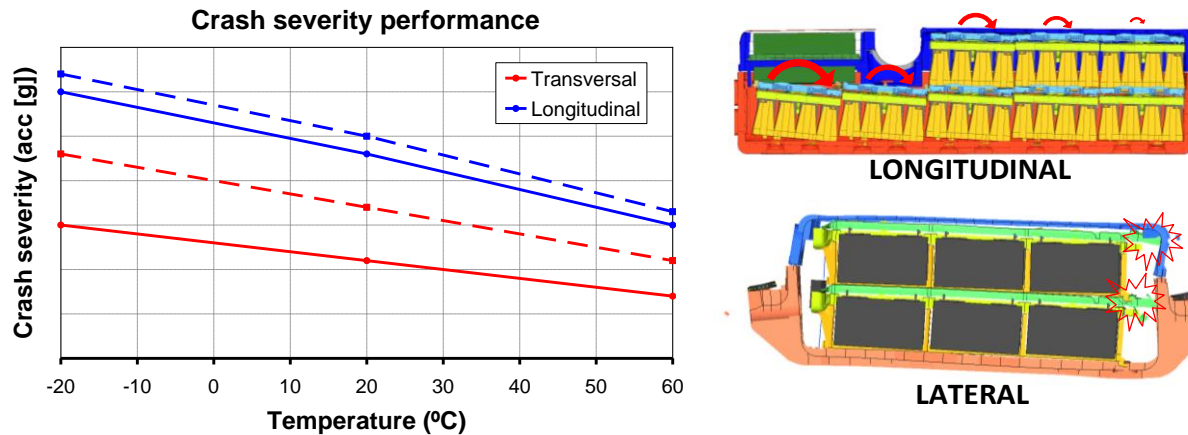 Crash severity performance
Crash severity (acc [g])
Transversal
Longitudinal
-20 -10 0 10 20 30 40 50 60
Temperature (ºC)
LONGITUDINAL
LATERAL